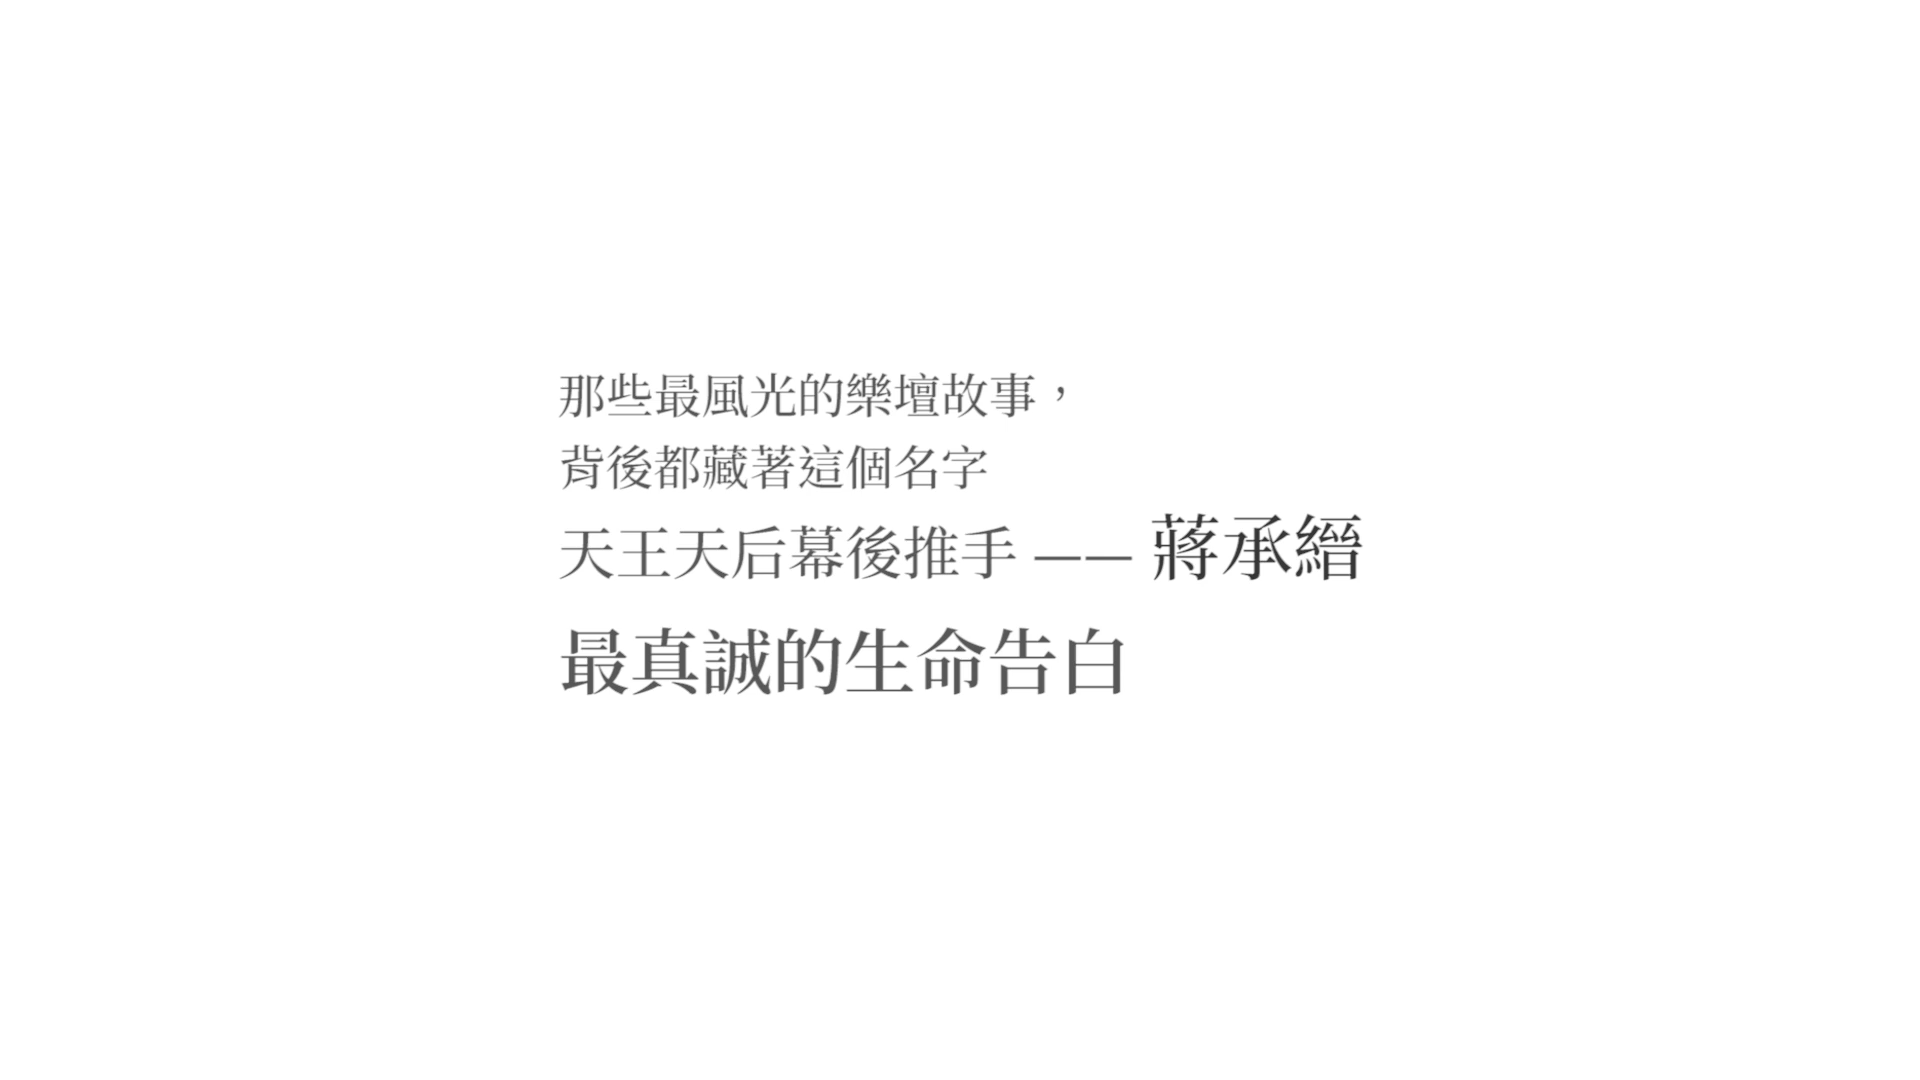 那些最風光的樂壇故事，
背後都藏著這個名字
天王天后幕後推手 —— 蔣承縉
最真誠的生命告白